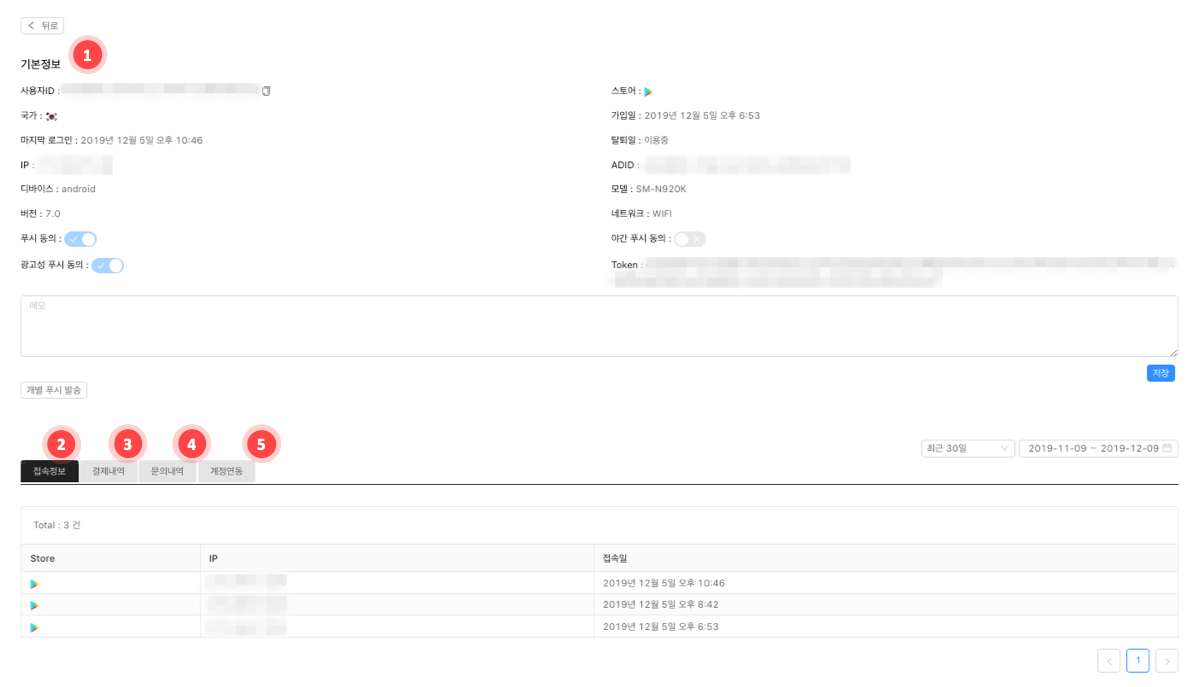 뒤로
1
기본정보
사용자ID :
스토어 :
국가 :
가입일 : 2019년 12월 5일 오후 6:53
마지막 로그인 : 2019년 12월 5일 오후 10:46
탈퇴일 : 이용중
IP :
ADID :
디바이스 : android
모델 : SM-N920K
버전 : 7.0
네트워크 : WIFI
푸시 동의 :
야간 푸시 동의 :
광고성 푸시 동의 :
Token :
메모
저장
개별 푸시 발송
2 3 4 5
최근 30일 2019-11-09 ~ 2019-12-09
접속정보 결제내역 문의내역 계정연동
Total : 3 건
Store IP 접속일
2019년 12월 5일 오후 10:46
2019년 12월 5일 오후 8:42
2019년 12월 5일 오후 6:53
< 1 >